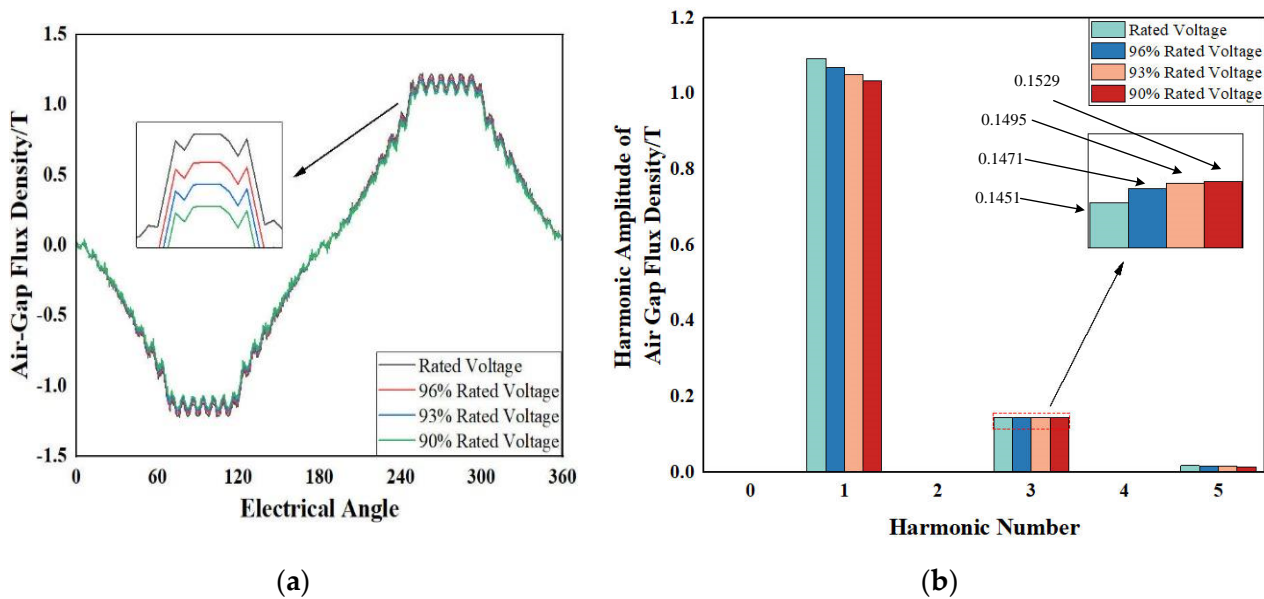 1.5
1.0
0.5
0.0
-0.5
-1.0
-1.5
Air-Gap Flux Density/T
Rated Voltage
96% Rated Voltage
93% Rated Voltage
90% Rated Voltage
0 60 120 180 240 300 360
Electrical Angle
(a)
1.2
1.0
0.8
0.6
0.4
0.2
0.0
Harmonic Amplitude of
Air Gap Flux Density/T
Rated Voltage
96% Rated Voltage
93% Rated Voltage
90% Rated Voltage
0.1529
0.1495
0.1471
0.1451
0 1 2 3 4 5
Harmonic Number
(b)